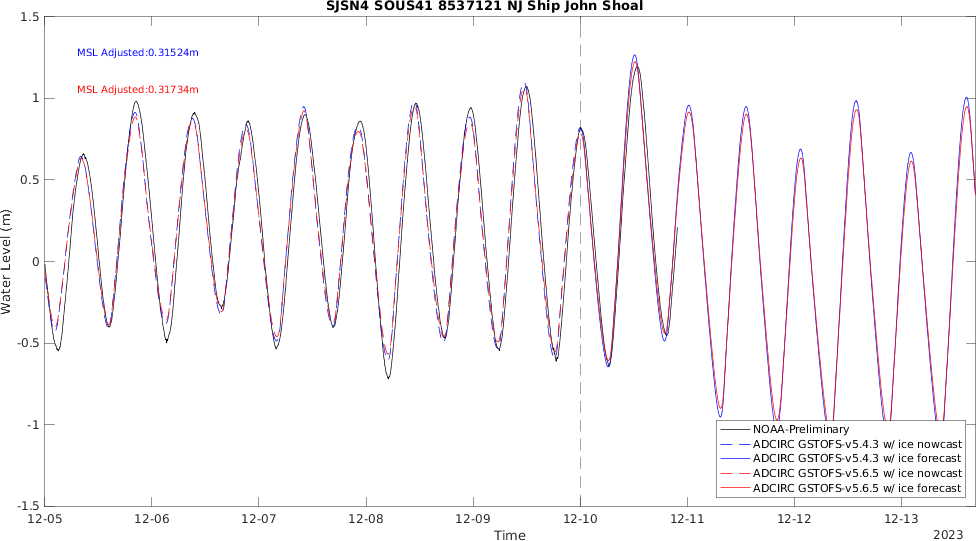 SJSN4 SOUS41 8537121 NJ Ship John Shoal
1.5
MSL Adjusted:0.31524m
MSL Adjusted:0.31734m
1
0.5
0
-0.5
-1
-1.5
Water Level (m)
NOAA-Preliminary
ADCIRC GSTOFS-v5.4.3 w/ ice nowcast
ADCIRC GSTOFS-v5.4.3 w/ ice forecast
ADCIRC GSTOFS-v5.6.5 w/ ice nowcast
ADCIRC GSTOFS-v5.6.5 w/ ice forecast
12-05 12-06 12-07 12-08 12-09 12-10 12-11 12-12 12-13
Time
2023